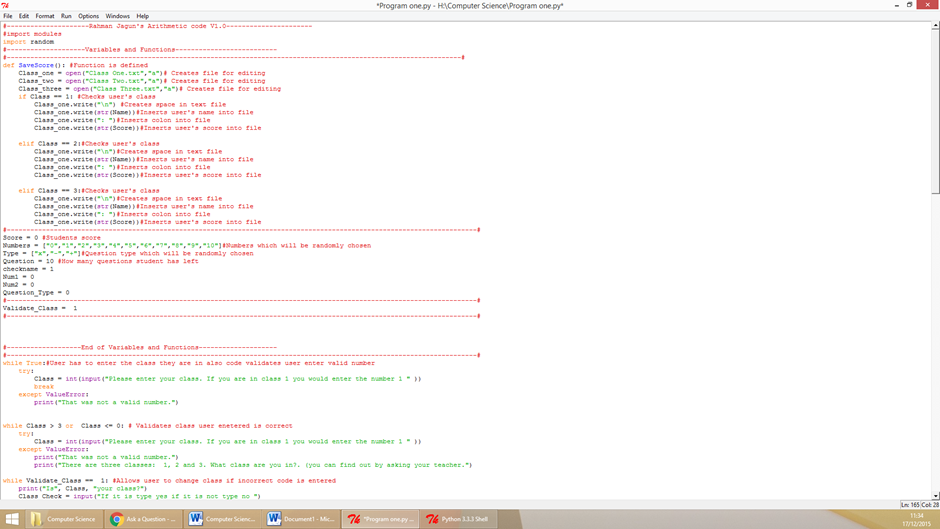 *Program one.py - H:\Computer Science\Program one.py*
File Edit Format Run Options Windows Help
#---------------------Rahman Jagun's Arithmetic code V1.0----------------------
#import modules
import random
#--------------------Variables and Functions--------------------------
#--------------------------------------------------------------------------------------------------------------------#
def SaveScore(): #Function is defined
Class_one = open("Class One.txt","a")# Creates file for editing
Class_two = open("Class Two.txt","a")# Creates file for editing
Class_three = open("Class Three.txt","a")# Creates file for editing
if Class == 1: #Checks user's class
Class_one.write("\n") #Creates space in text file
Class_one.write(str(Name))#Inserts user's name into file
Class_one.write(": ")#Inserts colon into file
Class_one.write(str(Score))#Inserts user's score into file
elif Class == 2:#Checks user's class
Class_one.write("\n")#Creates space in text file
Class_one.write(str(Name))#Inserts user's name into file
Class_one.write(": ")#Inserts colon into file
Class_one.write(str(Score))#Inserts user's score into file
elif Class == 3:#Checks user's class
Class_one.write("\n")#Creates space in text file
Class_one.write(str(Name))#Inserts user's name into file
Class_one.write(": ")#Inserts colon into file
Class_one.write(str(Score))#Inserts user's score into file
#------------------------------------------------------------------------------------------------------------------------#
Score = 0 #Students score
Numbers = ["0","1","2","3","4","5","6","7","8","9","10"]#Numbers which will be randomly chosen
Type = ["x","-","+"]#Question type which will be randomly chosen
Question = 10 #How many questions student has left
checkname = 1
Num1 = 0
Num2 = 0
Question_Type = 0
#------------------------------------------------------------------------------------------------------------------------#
Validate_Class =  1
#------------------------------------------------------------------------------------------------------------------------#
#-------------------End of Variables and Functions--------------------
#------------------------------------------------------------------------------------------------------------------------#
while True:#User has to enter the class they are in also code validates user enter valid number
try:
Class = int(input("Please enter your class. If you are in class 1 you would enter the number 1 " ))
break
except ValueError:
print("That was not a valid number.")
while Class > 3 or  Class <= 0: # Validates class user enetered is correct
try:
Class = int(input("Please enter your class. If you are in class 1 you would enter the number 1 " ))
except ValueError:
print("That was not a valid number.")
print("There are three classes:  1, 2 and 3. What class are you in?. (you can find out by asking your teacher.")
while Validate_Class ==  1: #Allows user to change class if incorrect code is entered
print("Is", Class, "your class?")
Class_Check = input("If it is type yes if it is not type no ")
Ln: 165 Col: 28
Computer Science
Ask a Question - ...
Computer Scienc...
Document1 - Mic...
*Program one.py ...
Python 3.3.3 Shell
11:34
17/12/2015